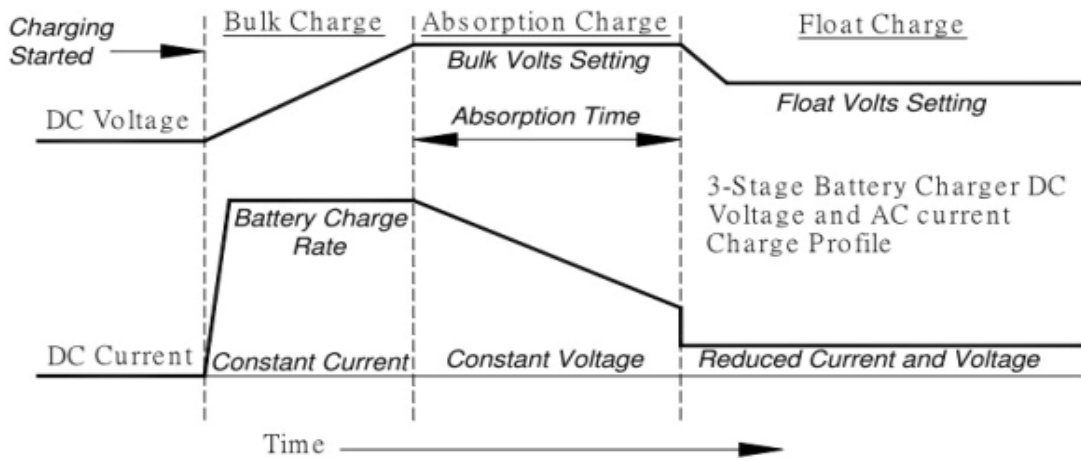 Charging
Started
Bulk Charge
Absorption Charge
Float Charge
Bulk Volts Setting
DC Voltage
Absorption Time
Float Volts Setting
3-Stage Battery Charger DC
Voltage and AC current
Charge Profile
Battery Charge
Rate
DC Current
Constant Current
Constant Voltage
Reduced Current and Voltage
Time